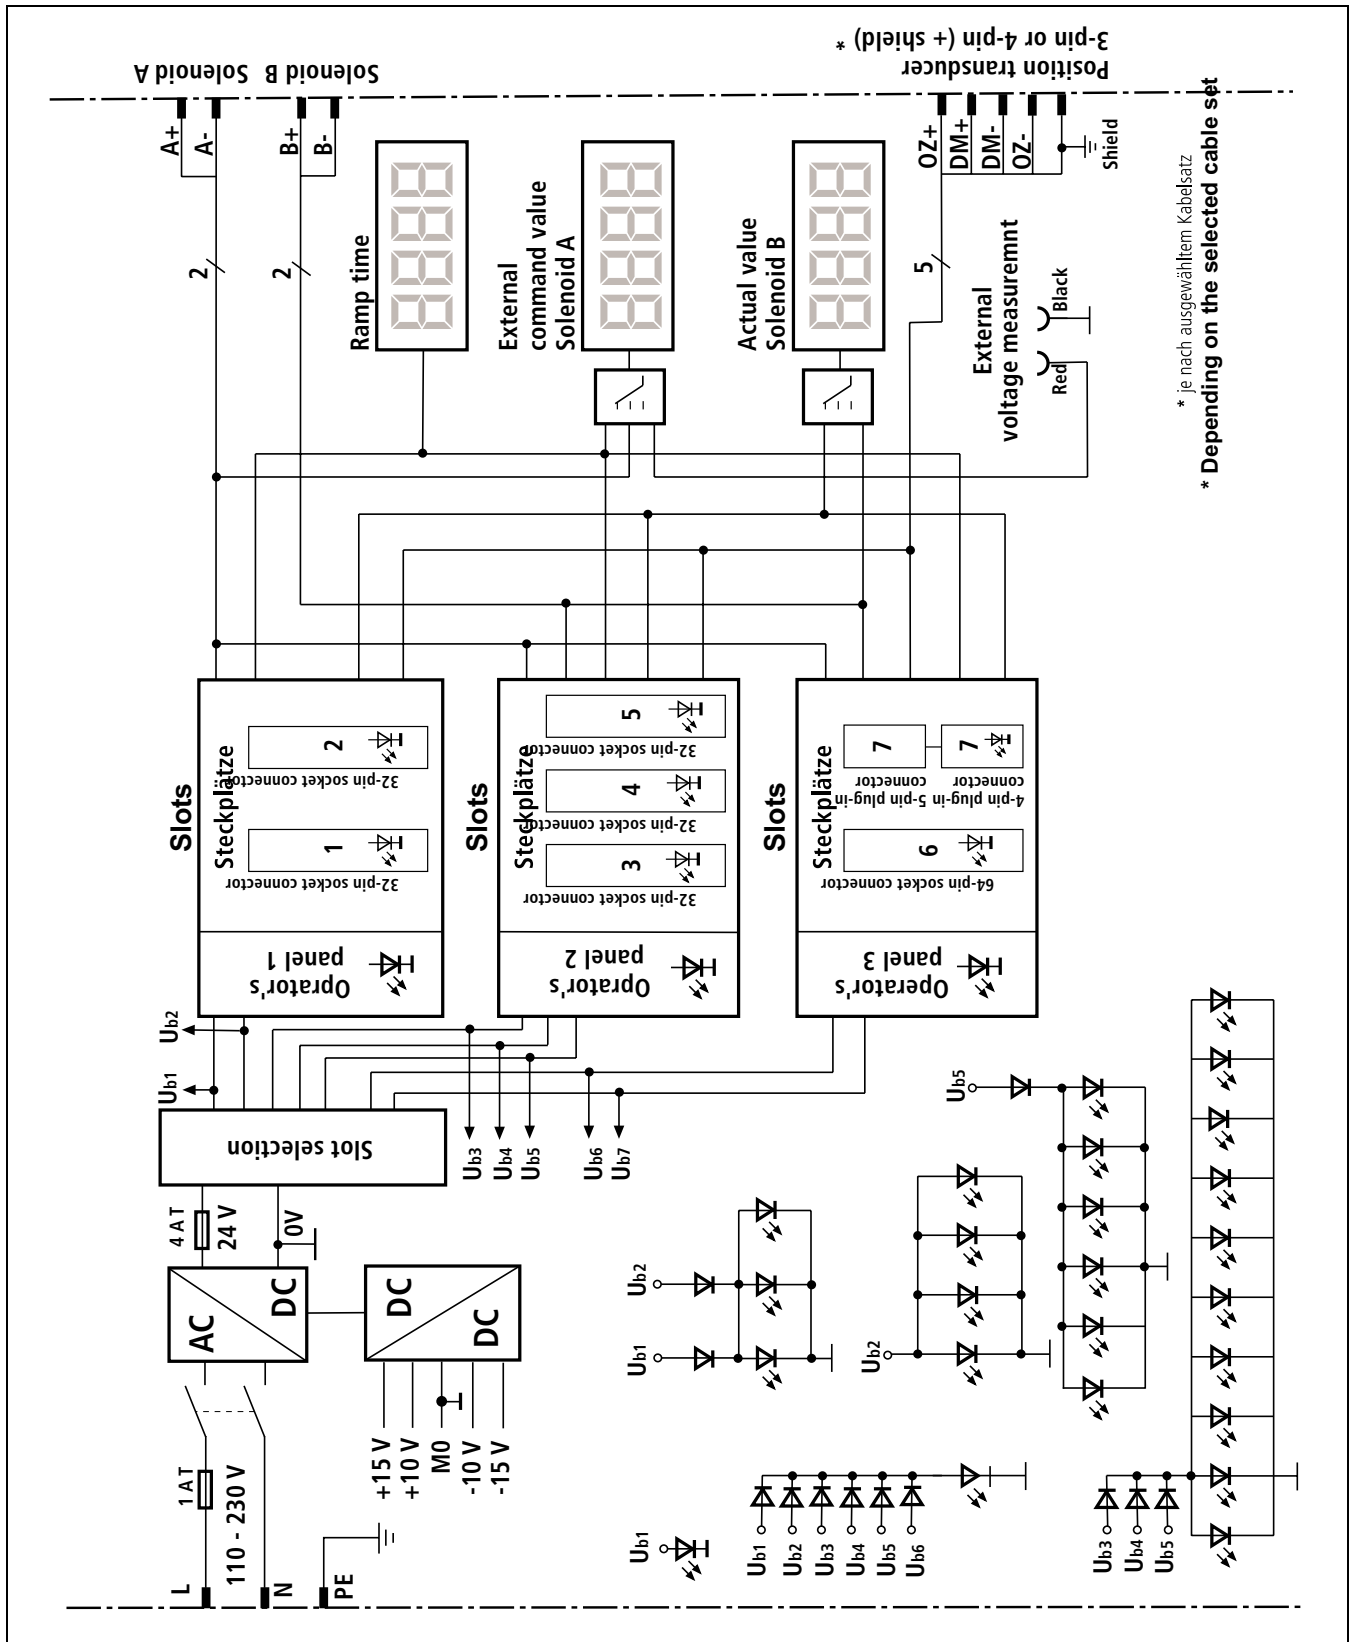 Solenoid A
Solenoid B
Position transducer
3-pin or 4-pin (+ shield) *
A+
A-
B+
B-
OZ+
DM+
DM-
OZ-
Shield
2
2
5
Ramp time
External
command value
Solenoid A
Actual value
Solenoid B
External
voltage measuremnt
Red
Black
* je nach ausgewähltem Kabelsatz
* Depending on the selected cable set
Slots
Steckplätze
1
32-pin socket connector
2
32-pin socket connector
Oprator's
panel 1
Slots
Steckplätze
3
32-pin socket connector
4
32-pin socket connector
5
32-pin socket connector
Oprator's
panel 2
Slots
Steckplätze
6
64-pin socket connector
7
5-pin plug-in
connector
7
4-pin plug-in
connector
Operator's
panel 3
Ub1
Ub2
Ub3
Ub4
Ub5
Ub6
Ub7
Slot selection
4 A T
24 V
0V
AC
DC
DC
DC
+15 V
+10 V
M0
-10 V
-15 V
1 A T
110 - 230 V
L
N
PE
Ub1
Ub2
Ub2
Ub5
Ub1
Ub1
Ub2
Ub3
Ub4
Ub5
Ub6
Ub3
Ub4
Ub5